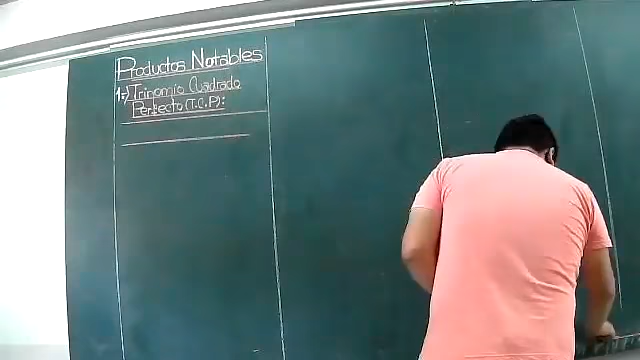 Productos Notables
1=) Trinomio Cuadrado
Perfecto (T.C.P):